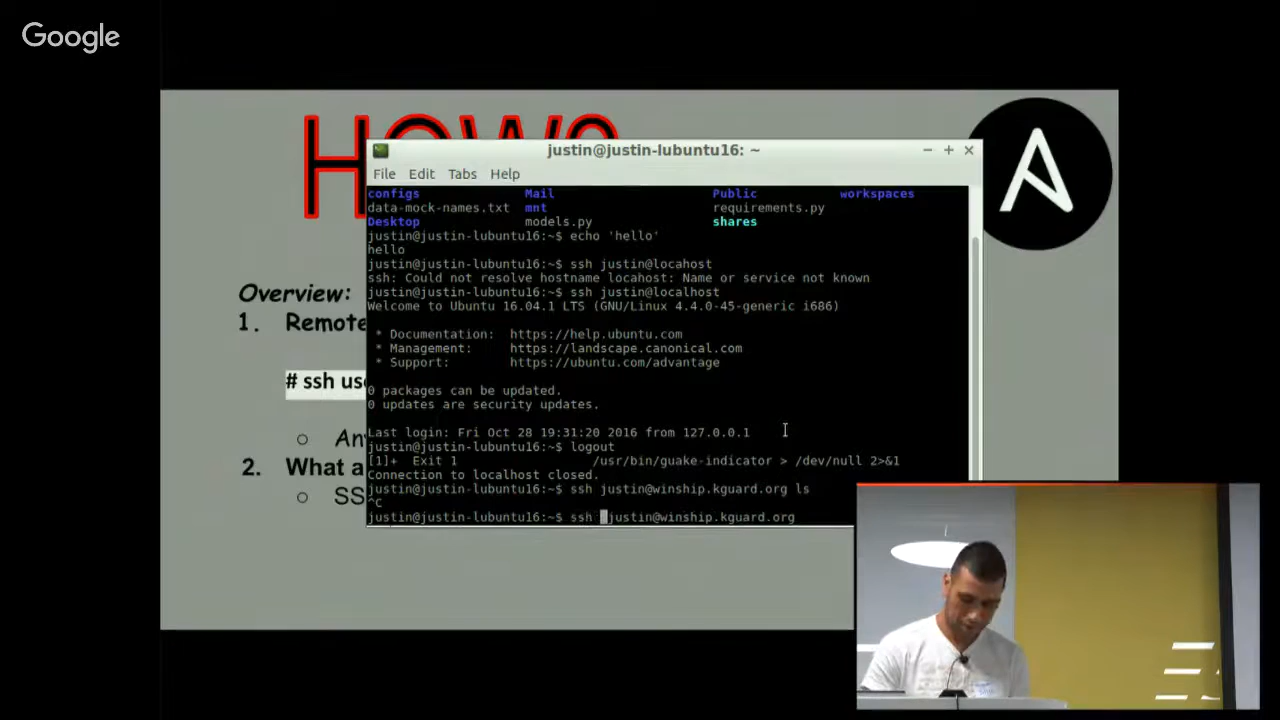 Google
HOW?
justin@justin-lubuntu16: ~
File Edit Tabs Help
configs Mail Public workspaces
data-mock-names.txt mnt requirements.py
Desktop models.py shares
justin@justin-lubuntu16:~$ echo 'hello'
hello
justin@justin-lubuntu16:~$ ssh justin@locahost
ssh: Could not resolve hostname locahost: Name or service not known
justin@justin-lubuntu16:~$ ssh justin@localhost
Welcome to Ubuntu 16.04.1 LTS (GNU/Linux 4.4.0-45-generic i686)
* Documentation: https://help.ubuntu.com
* Management: https://landscape.canonical.com
* Support: https://ubuntu.com/advantage
0 packages can be updated.
0 updates are security updates.
Last login: Fri Oct 28 19:31:20 2016 from 127.0.0.1
justin@justin-lubuntu16:~$ logout
[1]+ Exit 1 /usr/bin/guake-indicator > /dev/null 2>&1
Connection to localhost closed.
justin@justin-lubuntu16:~$ ssh justin@winship.kguard.org ls
^C
justin@justin-lubuntu16:~$ ssh justin@winship.kguard.org
Overview:
1. Remote
# ssh use
○ An
2. What a
○ SS